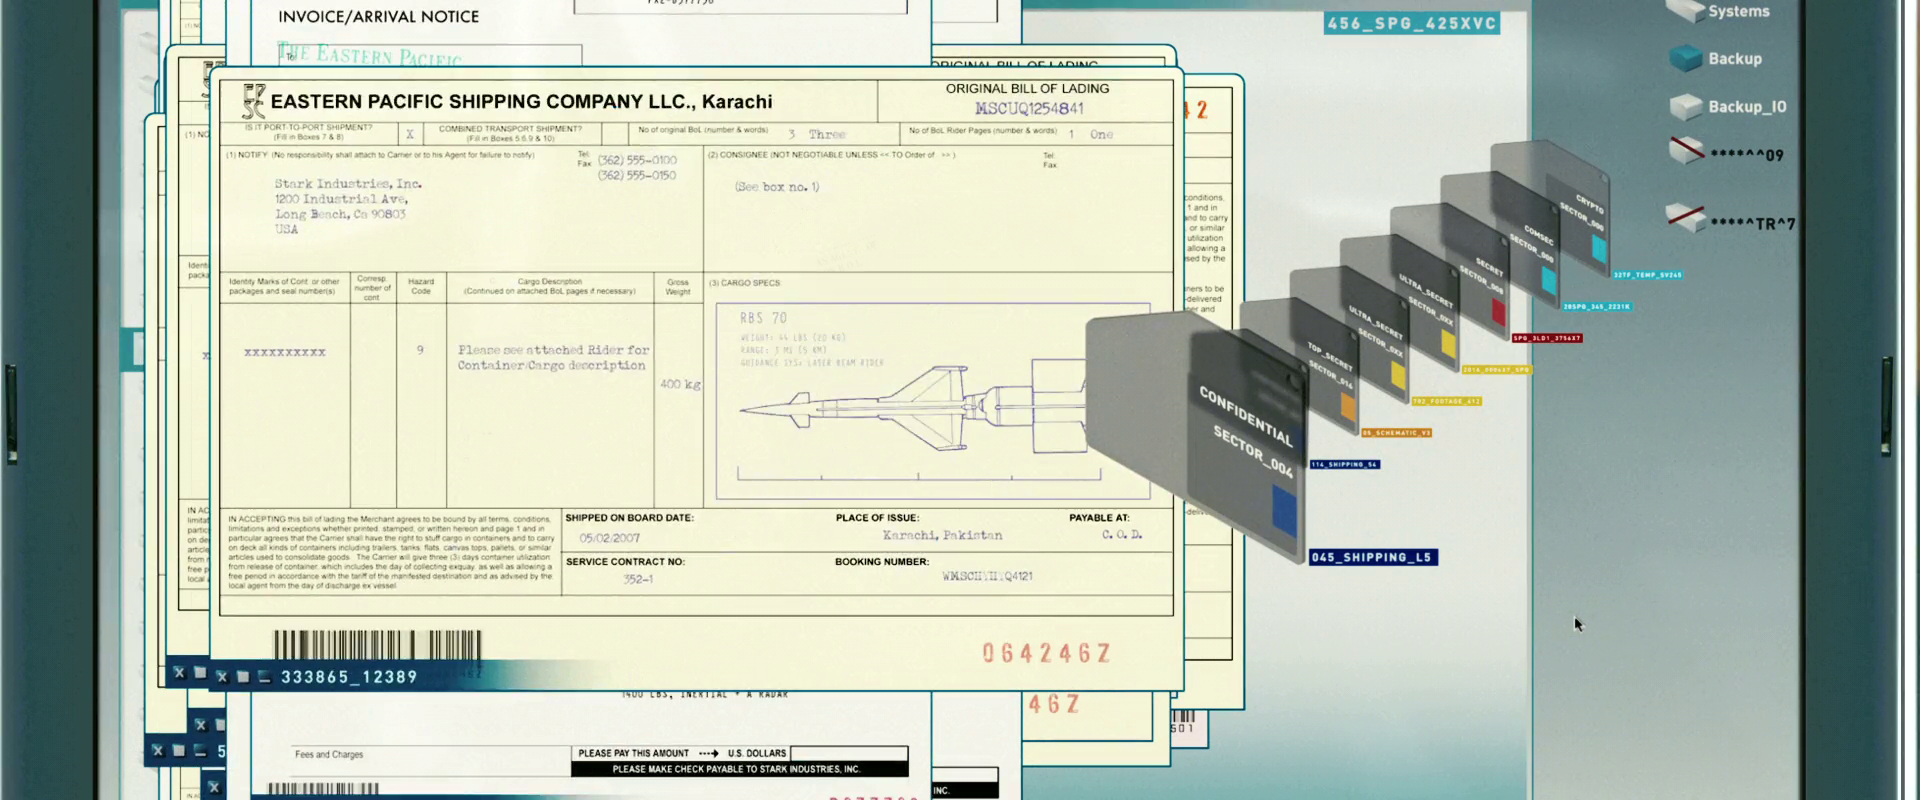 INVOICE/ARRIVAL NOTICE
THE EASTERN PACIFIC
To
456_SPG_425XVC
Systems
Backup
Backup_IO
****^^09
*****^TR^7
ORIGINAL BILL OF LADING
EASTERN PACIFIC SHIPPING COMPANY LLC., Karachi
ORIGINAL BILL OF LADING
MSCUQ1254841
IS IT PORT-TO-PORT SHIPMENT?
(Fill in Boxes 7 & 8)
X
COMBINED TRANSPORT SHIPMENT?
(Fill in Boxes 5 6,9 & 10)
No of original BoL (number & words)
3 Three
No of BoL Rider Pages (number & words)
1 One
(1) NOTIFY (No responsibility shall attach to Carrier or to his Agent for failure to notify)
Tel:
Fax:
(362) 555-0100
(362) 555-0150
Stark Industries, Inc.
1200 Industrial Ave,
Long Beach, Ca 90803
USA
(2) CONSIGNEE (NOT NEGOTIABLE UNLESS << TO Order of >> )
Tel:
Fax:
(See box no. 1)
Identity Marks of Cont. or other
packages and seal number(s)
Corresp.
number of
cont
Hazard
Code
Cargo Description
(Continued on attached BoL pages if necessary)
Gross
Weight
(3) CARGO SPECS
XXXXXXXXXX
9
Please see attached Rider for
Container/Cargo description
400 kg
RBS 70
WEIGHT: 44 LBS (20 KG)
RANGE: 3 MI (5 KM)
GUIDANCE SYS: LASER BEAM RIDER
IN ACCEPTING this bill of lading the Merchant agrees to be bound by all terms, conditions,
limitations and exceptions whether printed, stamped, or written hereon and page 1 and in
particular agrees that the Carrier shall have the right to stuff cargo in containers and to carry
on deck all kinds of containers including trailers, tanks, flats, canvas tops, pallets, or similar
articles used to consolidate goods. The Carrier will give three (3) days container utilization
from release of container, which includes the day of collecting exquay, as well as allowing a
free period in accordance with the tariff of the manifested destination and as advised by the
local agent from the day of discharge ex vessel.
SHIPPED ON BOARD DATE:
05/02/2007
PLACE OF ISSUE:
Karachi, Pakistan
PAYABLE AT:
C. O. D.
SERVICE CONTRACT NO:
352-1
BOOKING NUMBER:
064246Z
333865_12389
CRYPTO
SECTOR_000
COMSEC
SECTOR_000
SECRET
SECTOR_008
ULTRA_SECRET
SECTOR_0XX
ULTRA_SECRET
SECTOR_0XX
TOP_SECRET
SECTOR_016
CONFIDENTIAL
SECTOR_004
05_SCHEMATIC_V2
114_SHIPPING_S4
045_SHIPPING_L5
1400 LBS, INERTIAL + A RADAR
46Z
Fees and Charges
PLEASE PAY THIS AMOUNT ---→ U.S. DOLLARS
PLEASE MAKE CHECK PAYABLE TO STARK INDUSTRIES, INC.
INC.